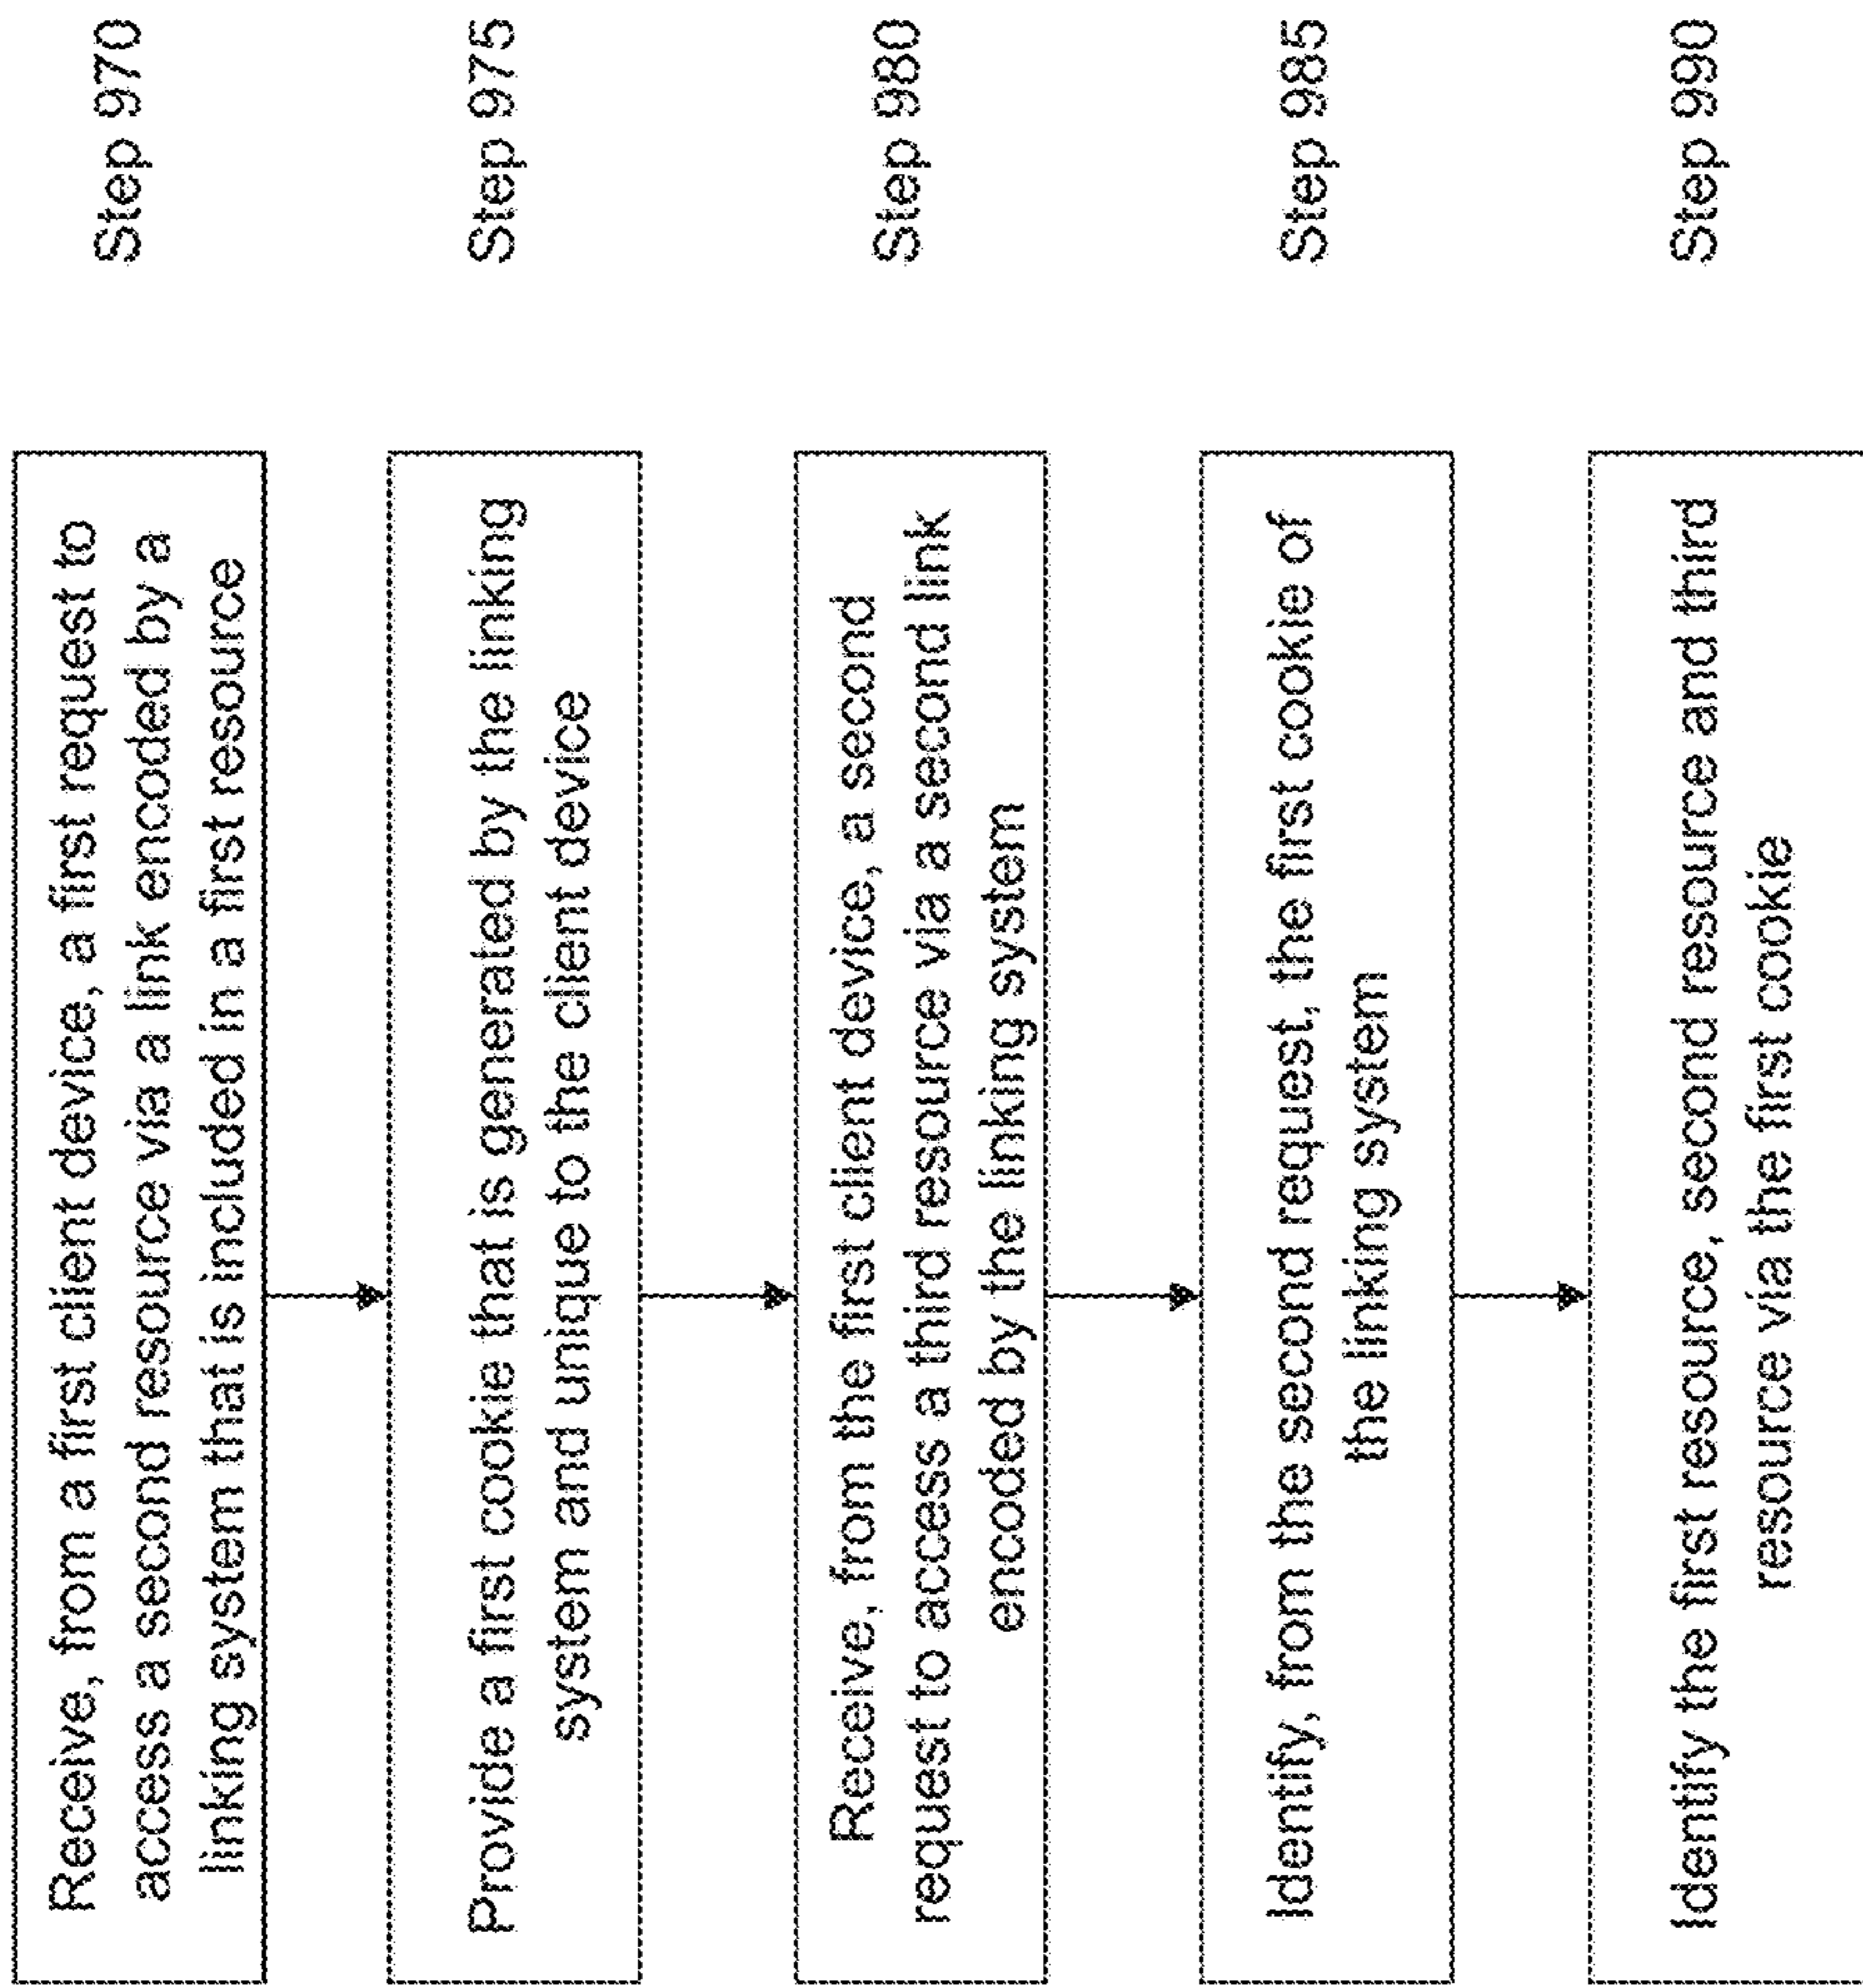 Receive, from a first client device, a first request to
access a second resource via a link encoded by a
linking system that is included in a first resource
Step 970
Provide a first cookie that is generated by the linking
system and unique to the client device
Step 975
Receive, from the first client device, a second
request to access a third resource via a second link
encoded by the linking system
Step 980
Identify, from the second request, the first cookie of
the linking system
Step 985
Identify the first resource, second resource and third
resource via the first cookie
Step 990